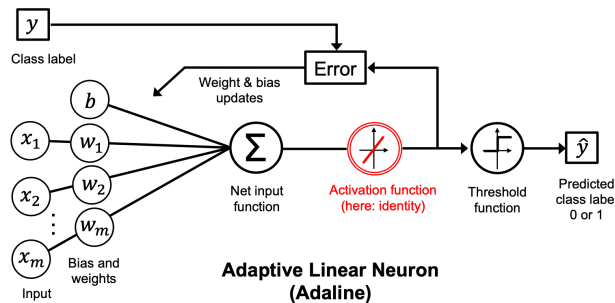 y
Class label
Error
Weight & bias
updates
b
x₁
w₁
x₂
w₂
⋮
wₘ
xₘ
Input
Bias and
weights
Σ
Net input
function
Activation function
(here: identity)
Threshold
function
ŷ
Predicted
class labe
0 or 1
Adaptive Linear Neuron
(Adaline)